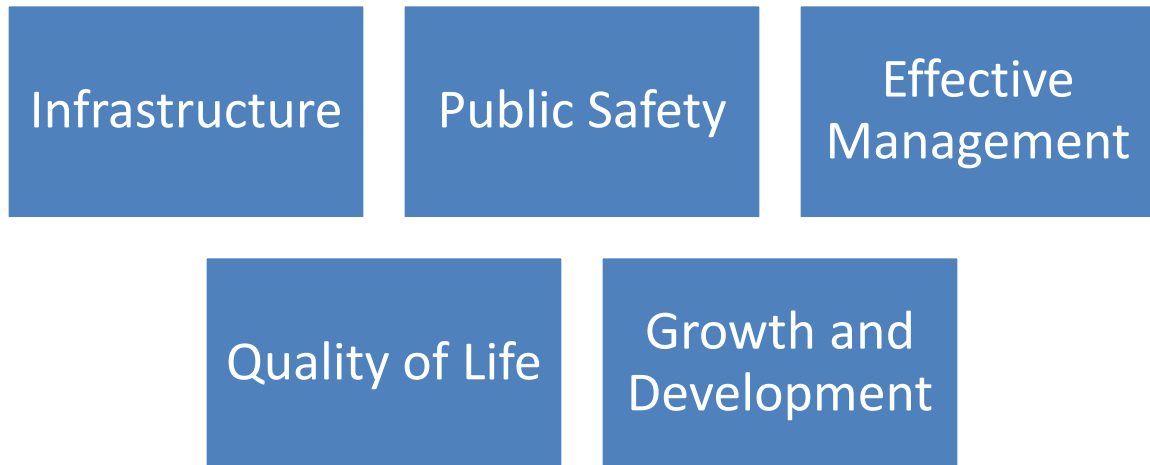 Infrastructure
Public Safety
Effective
Management
Quality of Life
Growth and
Development